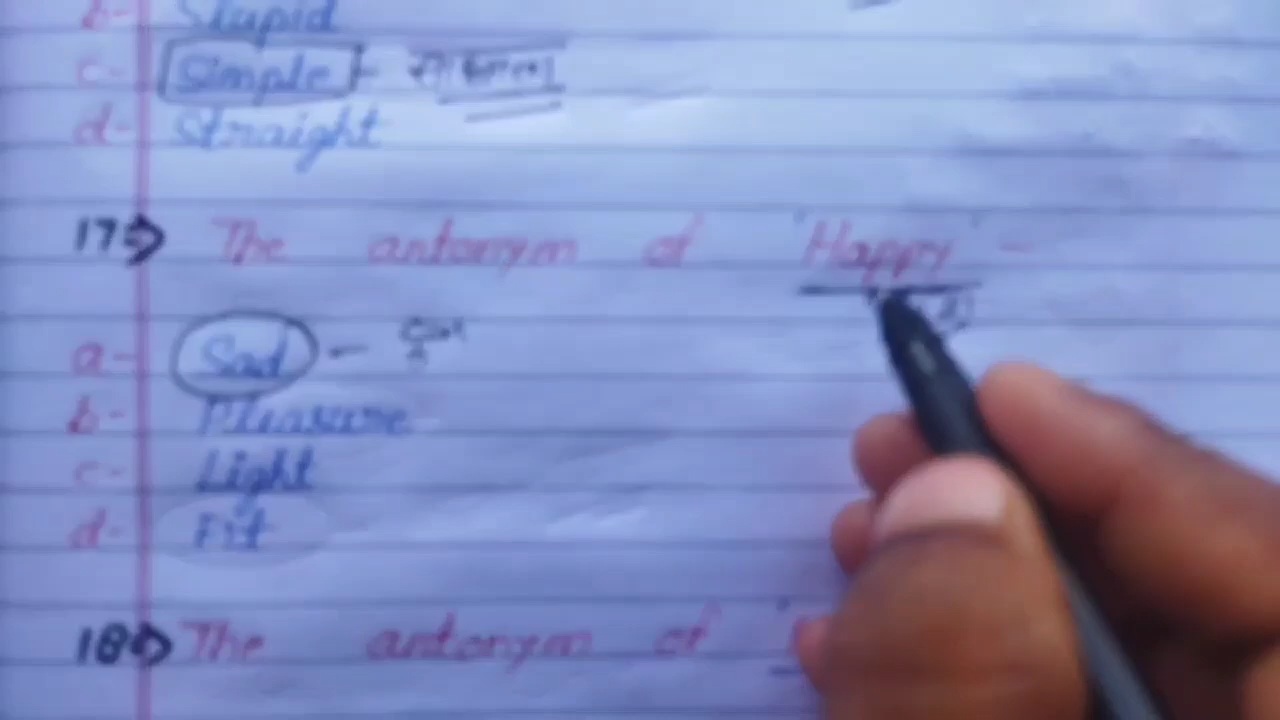 b- Stupid
c- Simple -
d- Straight
17⇒ The antonym of 'Happy' -
a- Sad -
b- Pleasure
c- Light
d- Fit
18⇒ The antonym of '